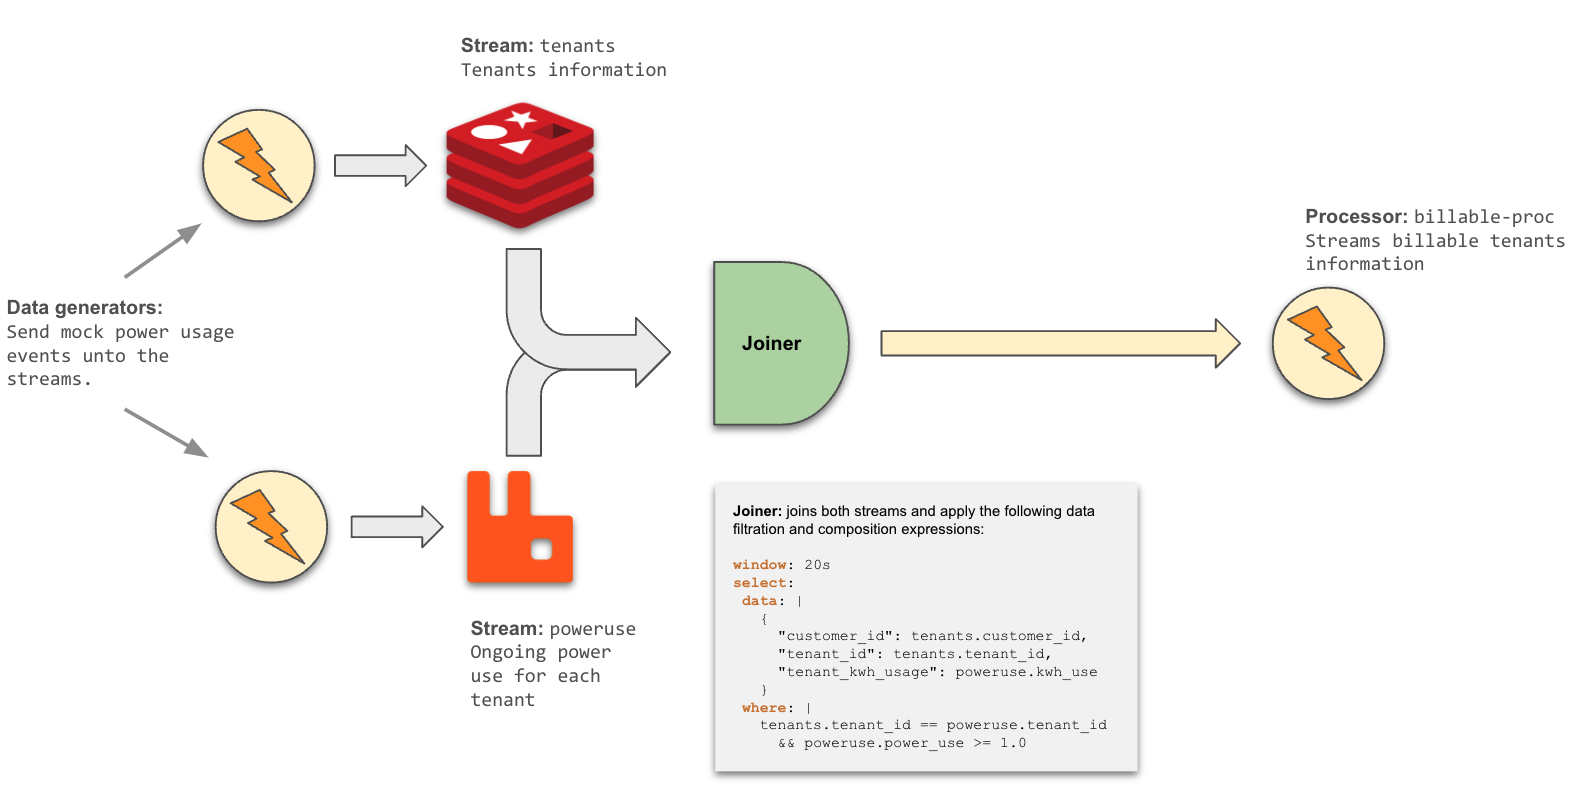 Stream: tenants
Tenants information
Data generators:
Send mock power usage
events unto the
streams.
Stream: poweruse
Ongoing power
use for each
tenant
Joiner
Processor: billable-proc
Streams billable tenants
information
Joiner: joins both streams and apply the following data
filtration and composition expressions:
window: 20s
select:
data: |
{
"customer_id": tenants.customer_id,
"tenant_id": tenants.tenant_id,
"tenant_kwh_usage": poweruse.kwh_use
}
where: |
tenants.tenant_id == poweruse.tenant_id
&& poweruse.power_use >= 1.0